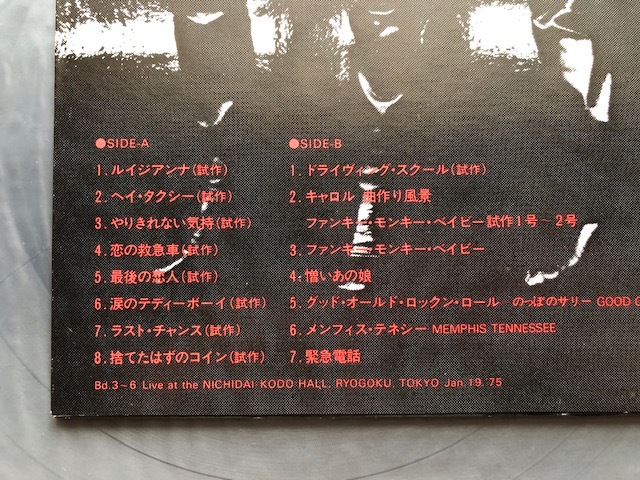 ●SIDE-A
1. ルイジアンナ(試作)
2. ヘイ・タクシー(試作)
3. やりきれない気持(試作)
4. 恋の救急車(試作)
5. 最後の恋人(試作)
6. 涙のテディーボーイ(試作)
7. ラスト・チャンス(試作)
8. 捨てたはずのコイン(試作)
●SIDE-B
1. ドライヴィング・スクール(試作)
2. キャロル 曲作り風景
ファンキー・モンキー・ベイビー試作1号~2号
3. ファンキー・モンキー・ベイビー
4. 憎いあの娘
5. グッド・オールド・ロックン・ロール のっぽのサリー GOOD
6. メンフィス・テネシー MEMPHIS TENNESSEE
7. 緊急電話
Bd.3~6 Live at the NICHIDAI-KODO HALL, RYOGOKU, TOKYO Jan.19.'75